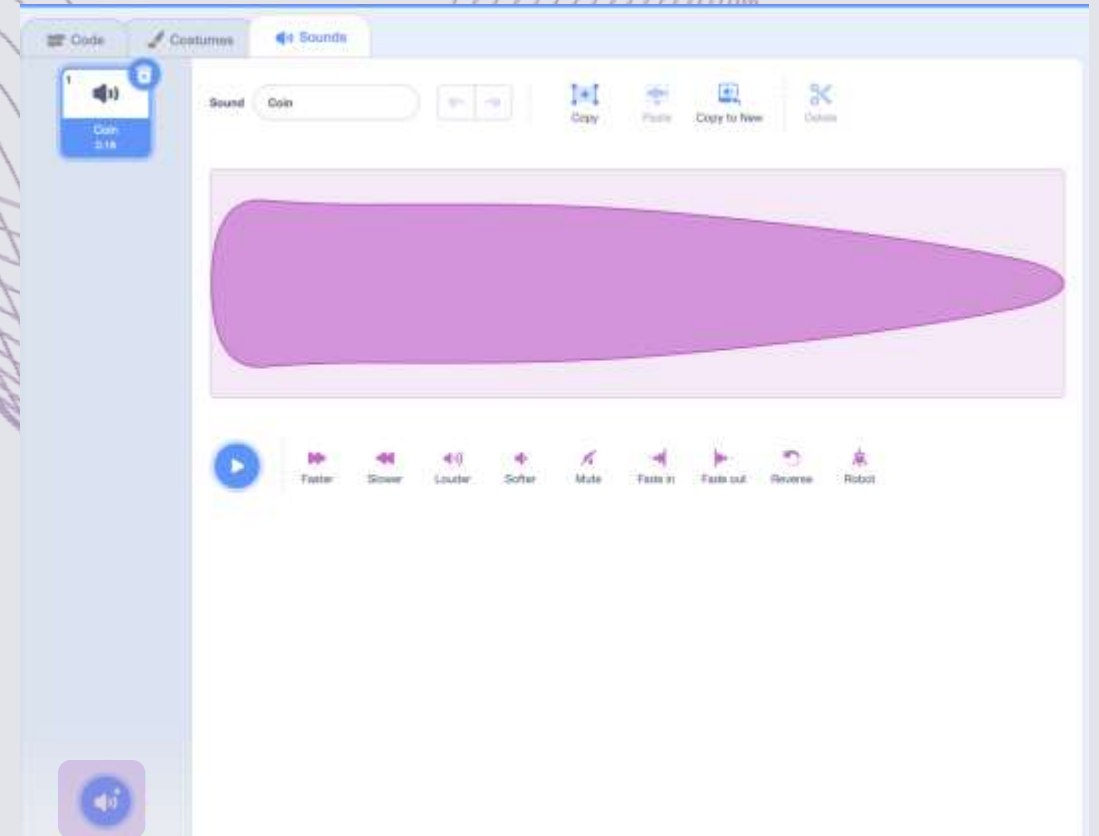 Code
Costumes
Sounds
1
Coin
0.16
Sound
Coin
Copy
Paste
Copy to New
Delete
Faster
Slower
Louder
Softer
Mute
Fade in
Fade out
Reverse
Robot